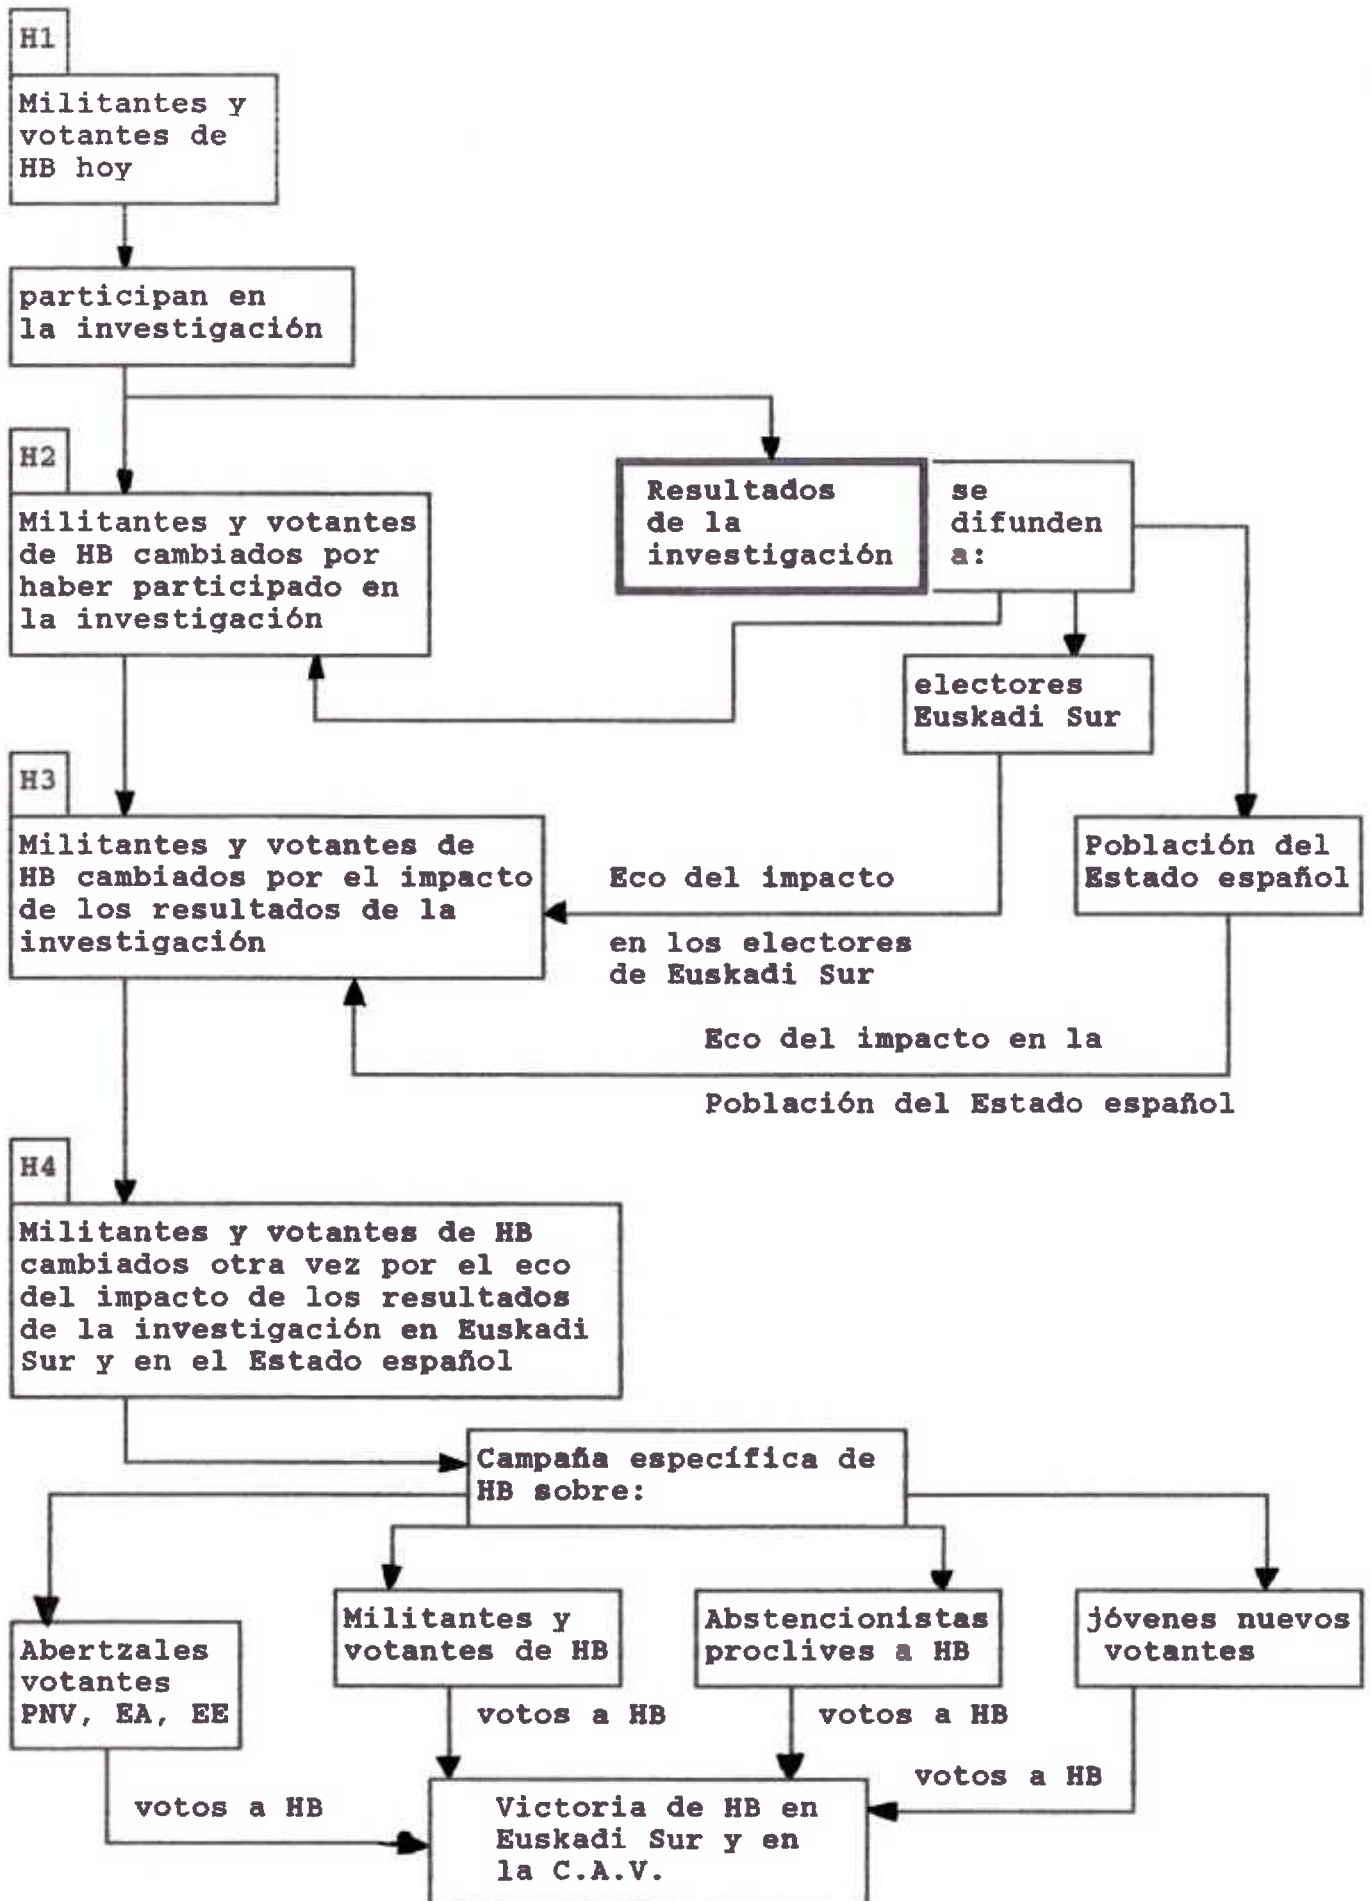 H1
Militantes y
votantes de
HB hoy
participan en
la investigación
H2
Militantes y votantes
de HB cambiados por
haber participado en
la investigación
Resultados
de la
investigación
se
difunden
a:
electores
Euskadi Sur
H3
Militantes y votantes de
HB cambiados por el impacto
de los resultados de la
investigación
Eco del impacto
en los electores
de Euskadi Sur
Población del
Estado español
Eco del impacto en la
Población del Estado español
H4
Militantes y votantes de HB
cambiados otra vez por el eco
del impacto de los resultados
de la investigación en Euskadi
Sur y en el Estado español
Campaña específica de
HB sobre:
Abertzales
votantes
PNV, EA, EE
Militantes y
votantes de HB
Abstencionistas
proclives a HB
jóvenes nuevos
votantes
votos a HB
votos a HB
votos a HB
votos a HB
Victoria de HB en
Euskadi Sur y en
la C.A.V.